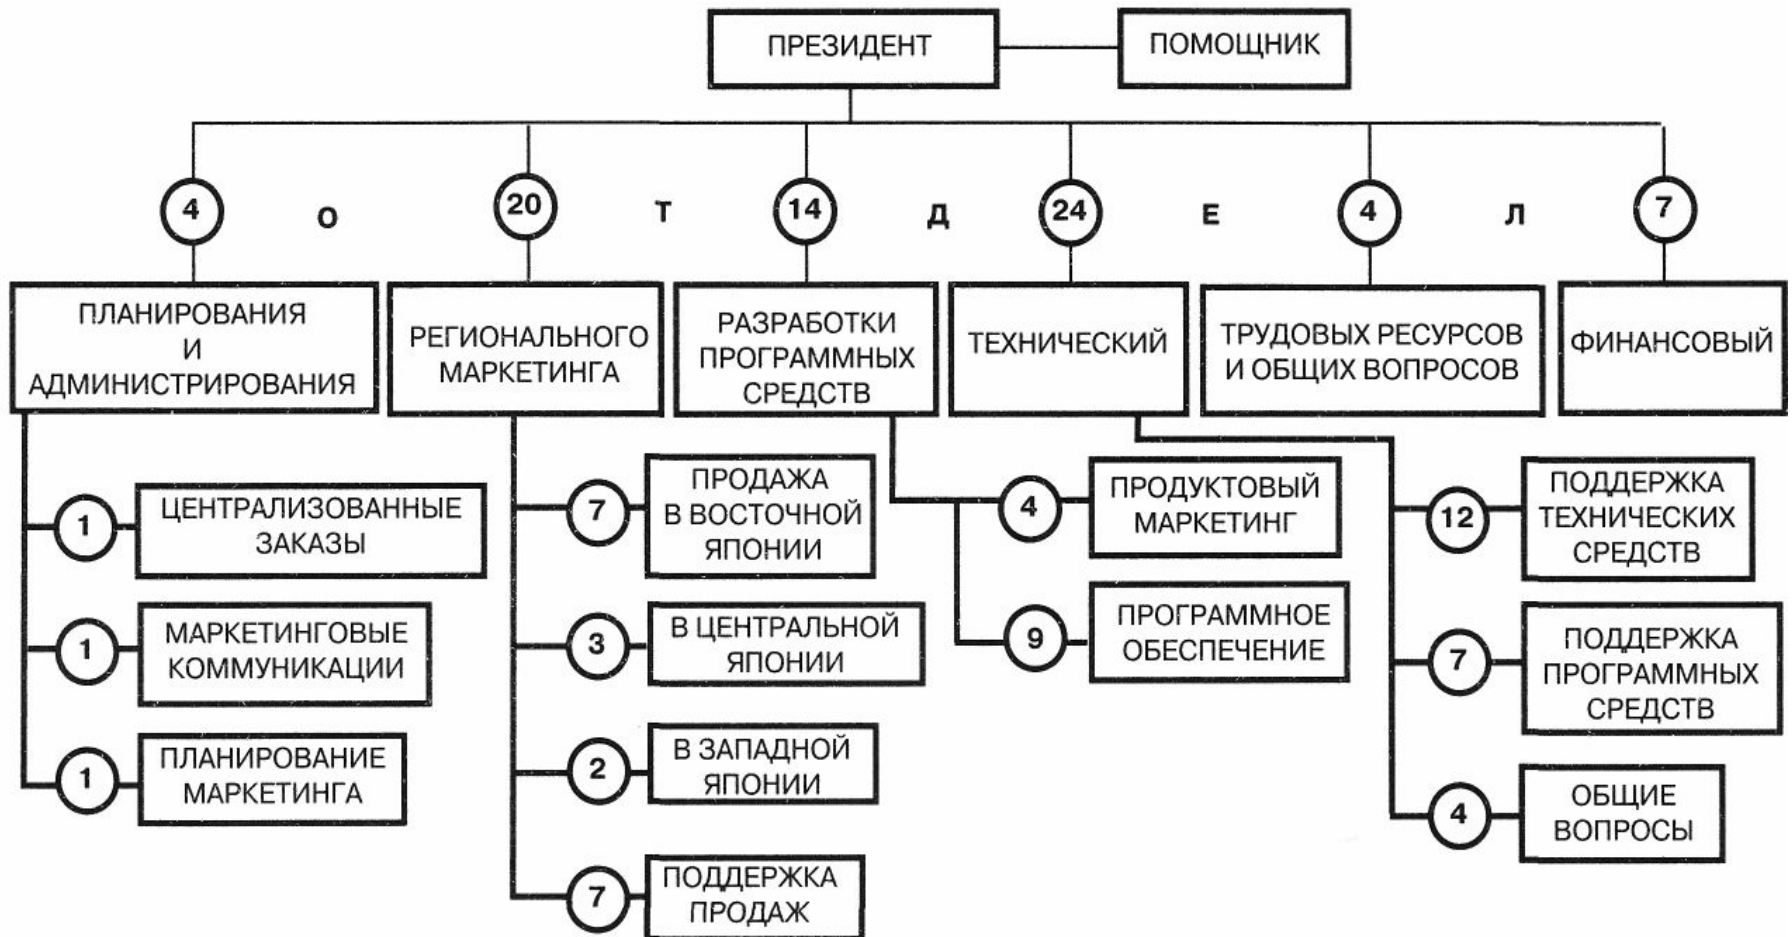 ПРЕЗИДЕНТ
ПОМОЩНИК
4
О
20
Т
14
Д
24
Е
4
Л
7
ПЛАНИРОВАНИЯ
И
АДМИНИСТРИРОВАНИЯ
РЕГИОНАЛЬНОГО
МАРКЕТИНГА
РАЗРАБОТКИ
ПРОГРАММНЫХ
СРЕДСТВ
ТЕХНИЧЕСКИЙ
ТРУДОВЫХ РЕСУРСОВ
И ОБЩИХ ВОПРОСОВ
ФИНАНСОВЫЙ
1
ЦЕНТРАЛИЗОВАННЫЕ
ЗАКАЗЫ
1
МАРКЕТИНГОВЫЕ
КОММУНИКАЦИИ
1
ПЛАНИРОВАНИЕ
МАРКЕТИНГА
7
ПРОДАЖА
В ВОСТОЧНОЙ
ЯПОНИИ
3
В ЦЕНТРАЛЬНОЙ
ЯПОНИИ
2
В ЗАПАДНОЙ
ЯПОНИИ
7
ПОДДЕРЖКА
ПРОДАЖ
4
ПРОДУКТОВЫЙ
МАРКЕТИНГ
9
ПРОГРАММНОЕ
ОБЕСПЕЧЕНИЕ
12
ПОДДЕРЖКА
ТЕХНИЧЕСКИХ
СРЕДСТВ
7
ПОДДЕРЖКА
ПРОГРАММНЫХ
СРЕДСТВ
4
ОБЩИЕ
ВОПРОСЫ